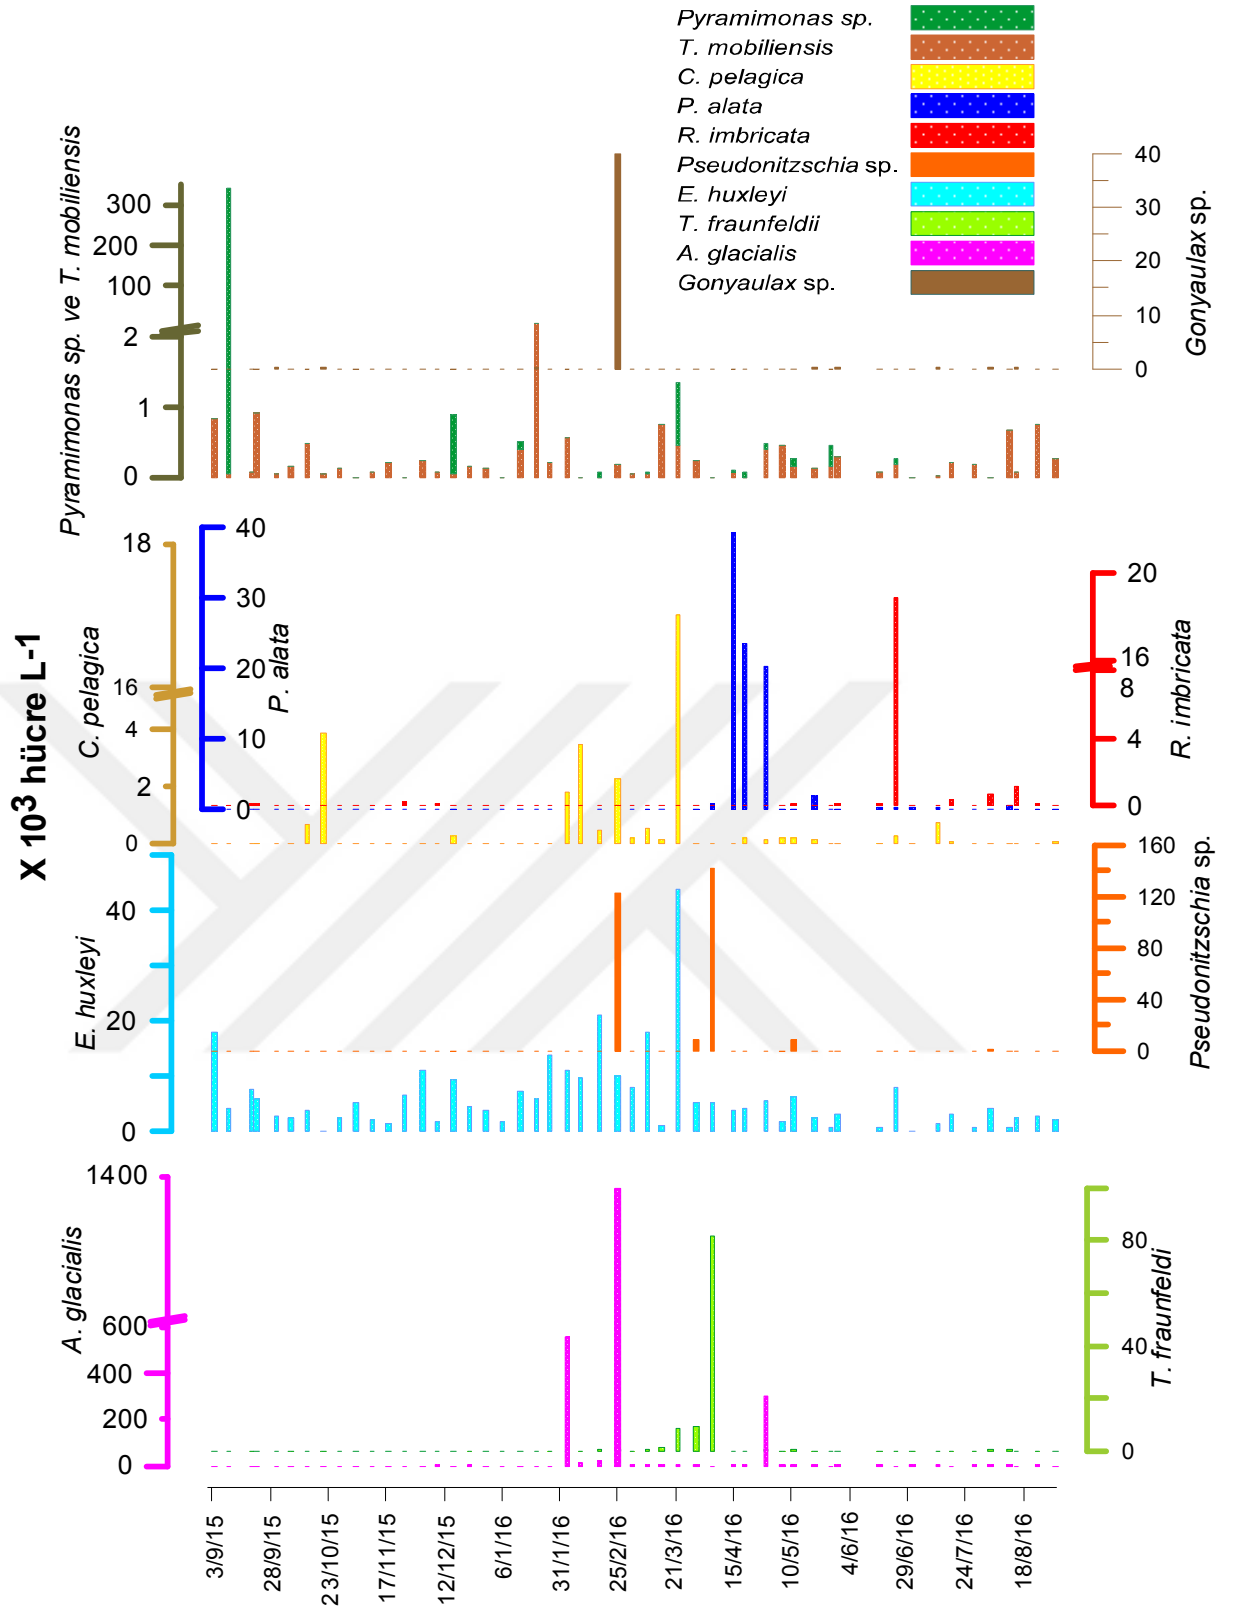 Pyramimonas sp.
T. mobiliensis
C. pelagica
P. alata
R. imbricata
Pseudonitzschia sp.
E. huxleyi
T. fraunfeldii
A. glacialis
Gonyaulax sp.
X 10³ hücre L-1
Pyramimonas sp ve T. mobiliensis
300
200
100
2
1
0
Gonyaulax sp.
40
30
20
10
0
C. pelagica
18
16
4
2
0
P. alata
40
30
20
10
0
R. imbricata
20
16
8
4
0
E. huxleyi
40
20
0
Pseudonitzschia sp.
160
120
80
40
0
A. glacialis
1400
600
400
200
0
T. fraunfeldi
80
40
0
3/9/15
28/9/15
23/10/15
17/11/15
12/12/15
6/1/16
31/1/16
25/2/16
21/3/16
15/4/16
10/5/16
4/6/16
29/6/16
24/7/16
18/8/16